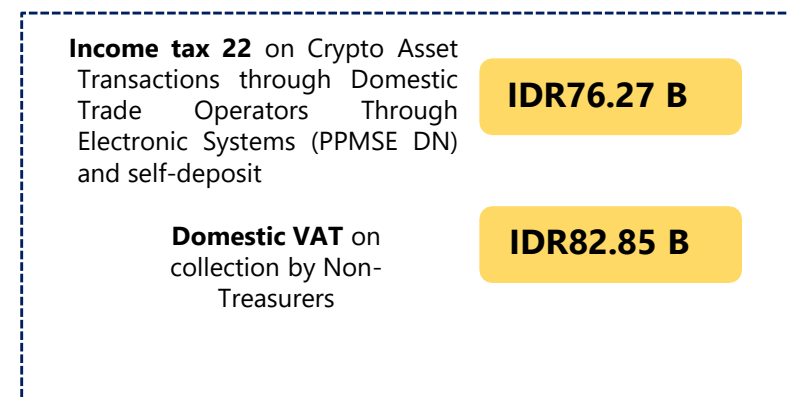 Income tax 22 on Crypto Asset
Transactions through Domestic
Trade Operators Through
Electronic Systems (PPMSE DN)
and self-deposit
IDR76.27 B
Domestic VAT on
collection by Non-
Treasurers
IDR82.85 B